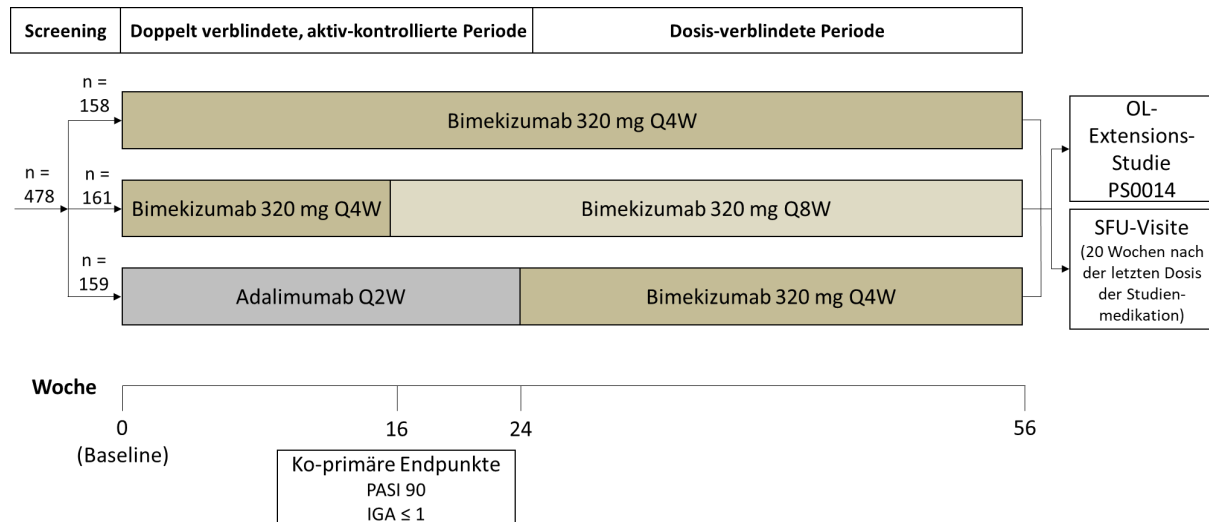 Screening
Doppelt verblindete, aktiv-kontrollierte Periode
Dosis-verblindete Periode
n =
158
Bimekizumab 320 mg Q4W
n =
478
n =
161
Bimekizumab 320 mg Q4W
Bimekizumab 320 mg Q8W
n =
159
Adalimumab Q2W
Bimekizumab 320 mg Q4W
OL-
Extensions-
Studie
PS0014
SFU-Visite
(20 Wochen nach
der letzten Dosis
der Studien-
medikation)
Woche
0
(Baseline)
16
24
56
Ko-primäre Endpunkte
PASI 90
IGA ≤ 1